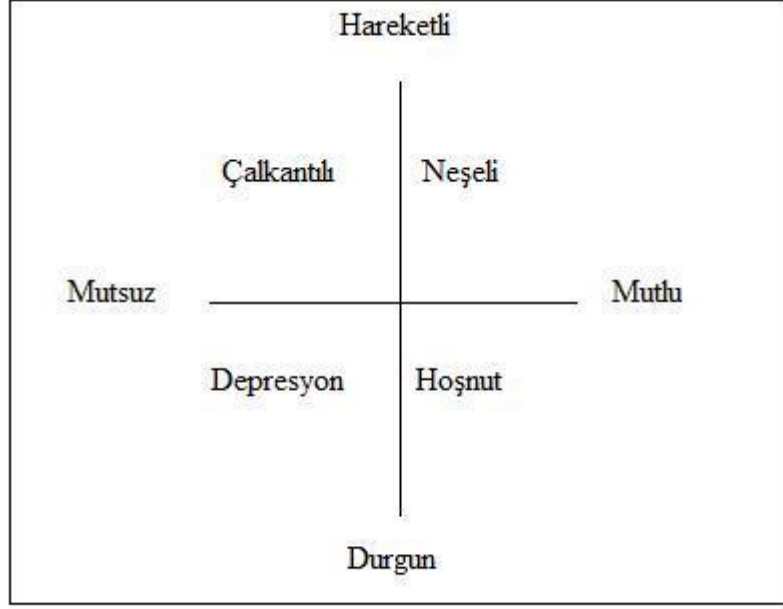 Hareketli
Çalkantılı Neşeli
Mutsuz Mutlu
Depresyon Hoşnut
Durgun